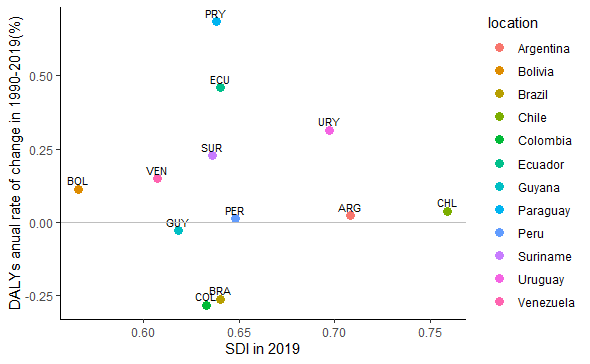 DALYs anual rate of change in 1990-2019(%)
0.50
0.25
0.00
-0.25
PRY
ECU
URY
SUR
VEN
BOL
PER
ARG
CHL
GUY
BRA
COL
0.60
0.65
0.70
0.75
SDI in 2019
location
Argentina
Bolivia
Brazil
Chile
Colombia
Ecuador
Guyana
Paraguay
Peru
Suriname
Uruguay
Venezuela